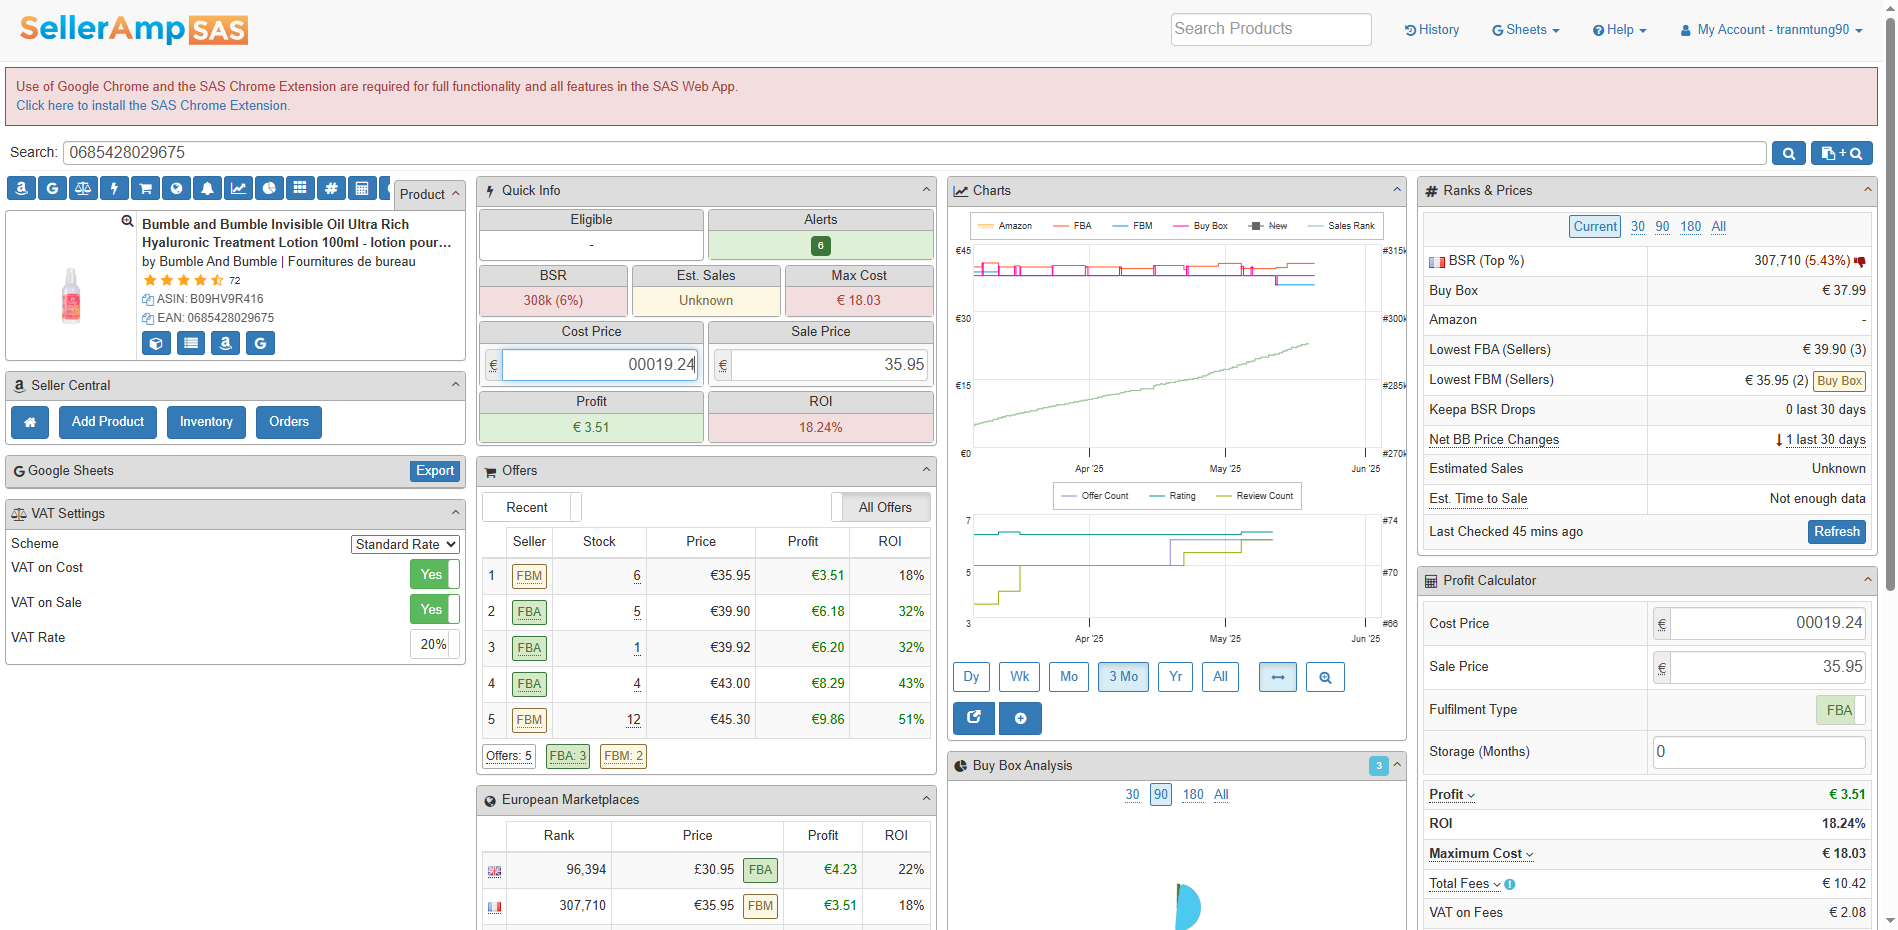 SellerAmp SAS
Search Products
History
Sheets
Help
My Account - tranmtung90
Use of Google Chrome and the SAS Chrome Extension are required for full functionality and all features in the SAS Web App.
Click here to install the SAS Chrome Extension.
Search: 0685428029675
Product
Bumble and Bumble Invisible Oil Ultra Rich
Hyaluronic Treatment Lotion 100ml - lotion pour...
by Bumble And Bumble | Fournitures de bureau
72
ASIN: B09HV9R416
EAN: 0685428029675
Seller Central
Add Product Inventory Orders
Google Sheets Export
VAT Settings
Scheme Standard Rate
VAT on Cost Yes
VAT on Sale Yes
VAT Rate 20%
Quick Info
Eligible Alerts
- 6
BSR Est. Sales Max Cost
308k (6%) Unknown € 18.03
Cost Price Sale Price
€ 00019.24 € 35.95
Profit ROI
€ 3.51 18.24%
Offers
Recent All Offers
Seller Stock Price Profit ROI
1 FBM 6 €35.95 €3.51 18%
2 FBA 5 €39.90 €6.18 32%
3 FBA 1 €39.92 €6.20 32%
4 FBA 4 €43.00 €8.29 43%
5 FBM 12 €45.30 €9.86 51%
Offers: 5 FBA: 3 FBM: 2
European Marketplaces
Rank Price Profit ROI
96,394 £30.95 FBA €4.23 22%
307,710 €35.95 FBM €3.51 18%
Charts
Amazon FBA FBM Buy Box New Sales Rank
€45 #315k
€30 #300k
€15 #285k
€0 #270k
Apr '25 May '25 Jun '25
Offer Count Rating Review Count
7 #74
5 #70
3 #66
Apr '25 May '25 Jun '25
Dy Wk Mo 3 Mo Yr All
Buy Box Analysis 3
30 90 180 All
# Ranks & Prices
Current 30 90 180 All
BSR (Top %) 307,710 (5.43%)
Buy Box € 37.99
Amazon -
Lowest FBA (Sellers) € 39.90 (3)
Lowest FBM (Sellers) € 35.95 (2) Buy Box
Keepa BSR Drops 0 last 30 days
Net BB Price Changes 1 last 30 days
Estimated Sales Unknown
Est. Time to Sale Not enough data
Last Checked 45 mins ago Refresh
Profit Calculator
Cost Price € 00019.24
Sale Price € 35.95
Fulfilment Type FBA
Storage (Months) 0
Profit € 3.51
ROI 18.24%
Maximum Cost € 18.03
Total Fees € 10.42
VAT on Fees € 2.08